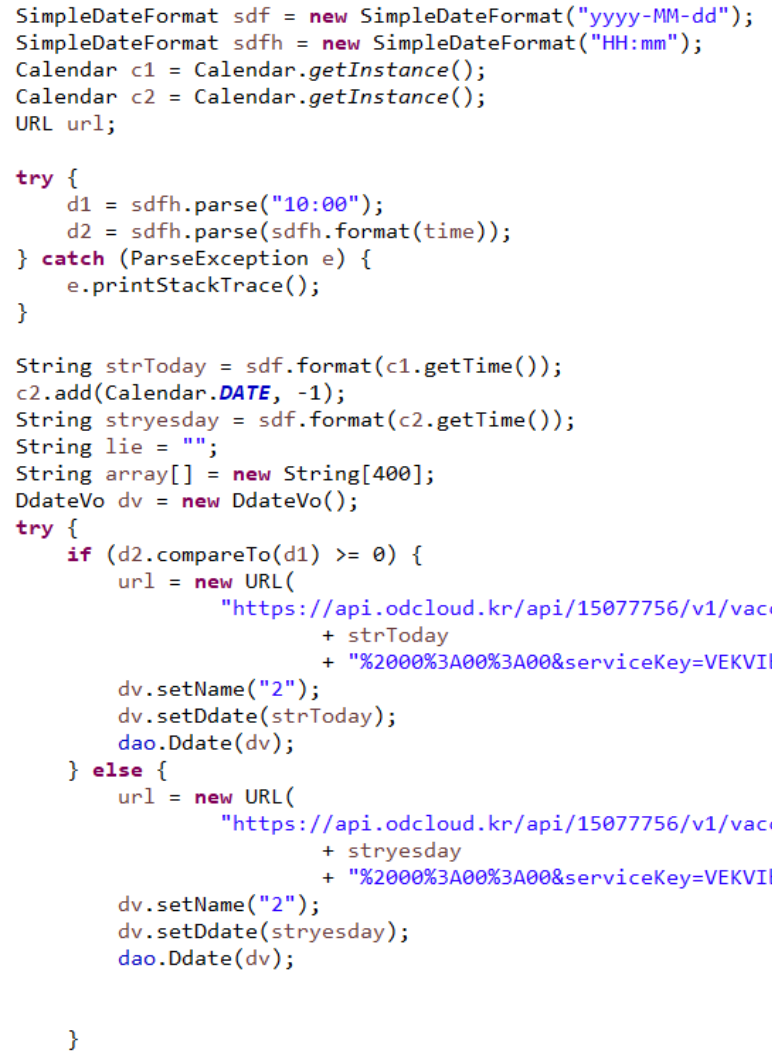 SimpleDateFormat sdf = new SimpleDateFormat("yyyy-MM-dd");
SimpleDateFormat sdfh = new SimpleDateFormat("HH:mm");
Calendar c1 = Calendar.getInstance();
Calendar c2 = Calendar.getInstance();
URL url;

try {
    d1 = sdfh.parse("10:00");
    d2 = sdfh.parse(sdfh.format(time));
} catch (ParseException e) {
    e.printStackTrace();
}

String strToday = sdf.format(c1.getTime());
c2.add(Calendar.DATE, -1);
String stryesday = sdf.format(c2.getTime());
String lie = "";
String array[] = new String[400];
DdateVo dv = new DdateVo();
try {
    if (d2.compareTo(d1) >= 0) {
        url = new URL(
                "https://api.odcloud.kr/api/15077756/v1/vacc
                        + strToday
                        + "%2000%3A00%3A00&serviceKey=VEKVI
        dv.setName("2");
        dv.setDdate(strToday);
        dao.Ddate(dv);
    } else {
        url = new URL(
                "https://api.odcloud.kr/api/15077756/v1/vacc
                        + stryesday
                        + "%2000%3A00%3A00&serviceKey=VEKVI
        dv.setName("2");
        dv.setDdate(stryesday);
        dao.Ddate(dv);


    }